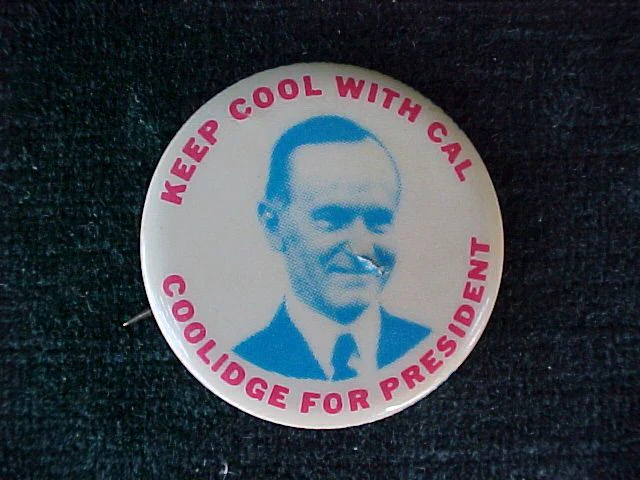 KEEP COOL WITH CAL
COOLIDGE FOR PRESIDENT